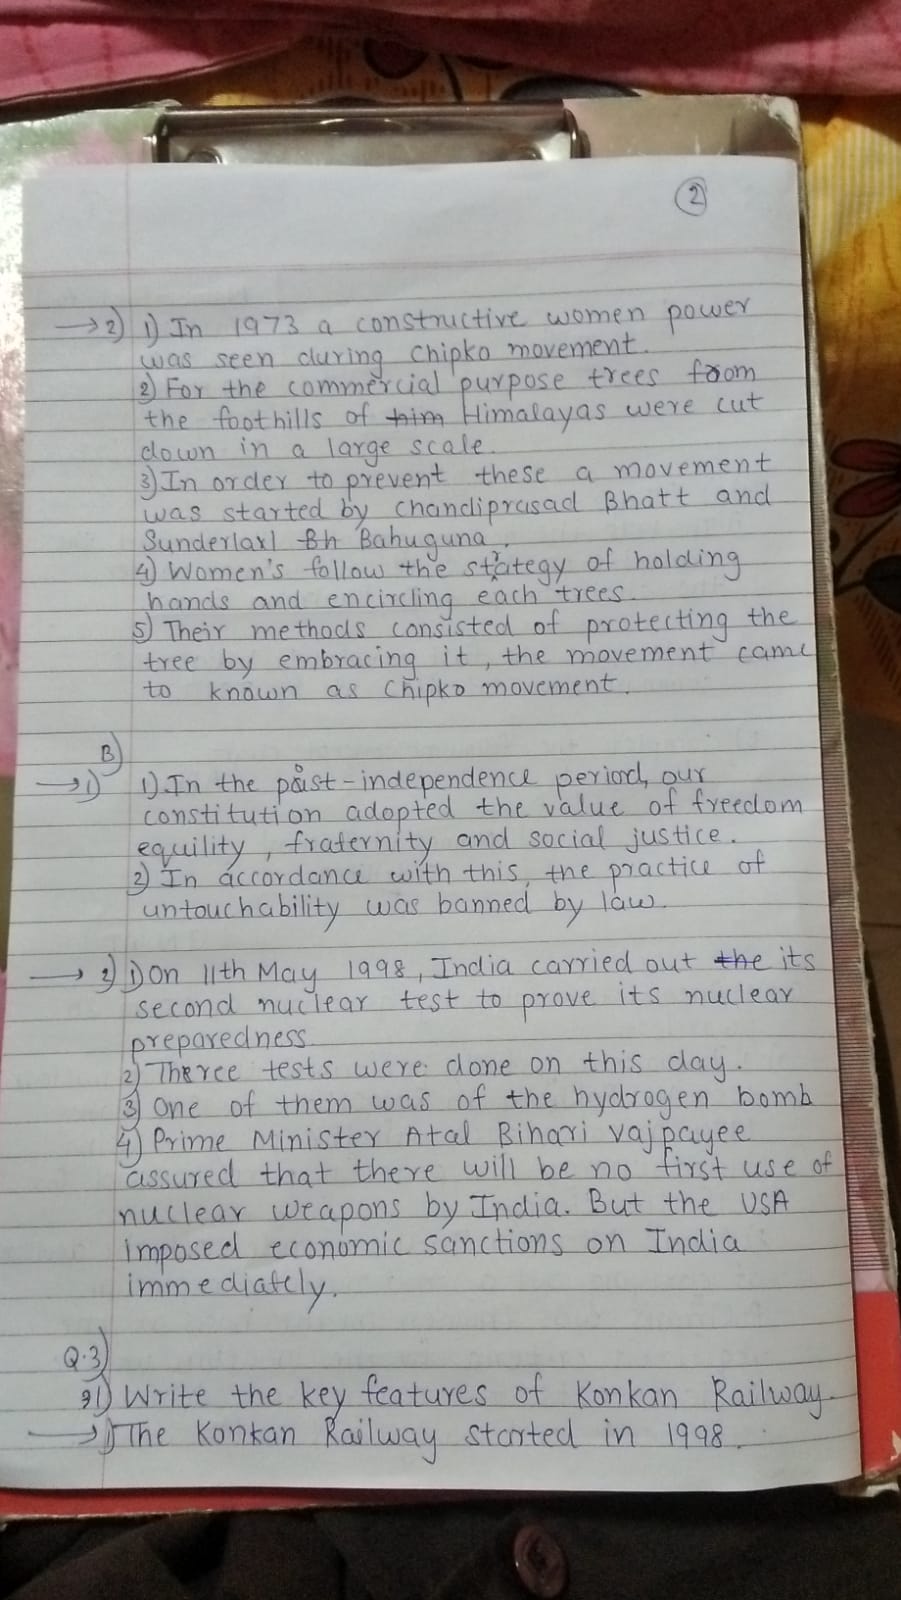 2
→2) 1) In 1973 a constructive women power
was seen during Chipko movement.
2) For the commercial purpose trees from
the foothills of him Himalayas were cut
down in a large scale.
3) In order to prevent these a movement
was started by Chandiprasad Bhatt and
Sunderlarl Bh Bahuguna.
4) Women's follow the strategy of holding
hands and encircling each trees.
5) Their methods consisted of protecting the
tree by embracing it, the movement came
to known as Chipko movement.
B)
→1) 1) In the post-independence period, our
constitution adopted the value of freedom
equility, fraternity and social justice.
2) In accordance with this, the practice of
untouchability was banned by law.
→ 2) 1) On 11th May 1998, India carried out the its
second nuclear test to prove its nuclear
preparedness.
2) Theree tests were done on this day.
3) One of them was of the hydrogen bomb
4) Prime Minister Atal Bihari vajpayee
assured that there will be no first use of
nuclear weapons by India. But the USA
imposed economic sanctions on India
immediately.
Q.3)
1) Write the key features of Konkan Railway.
→ 1) The Konkan Railway started in 1998.